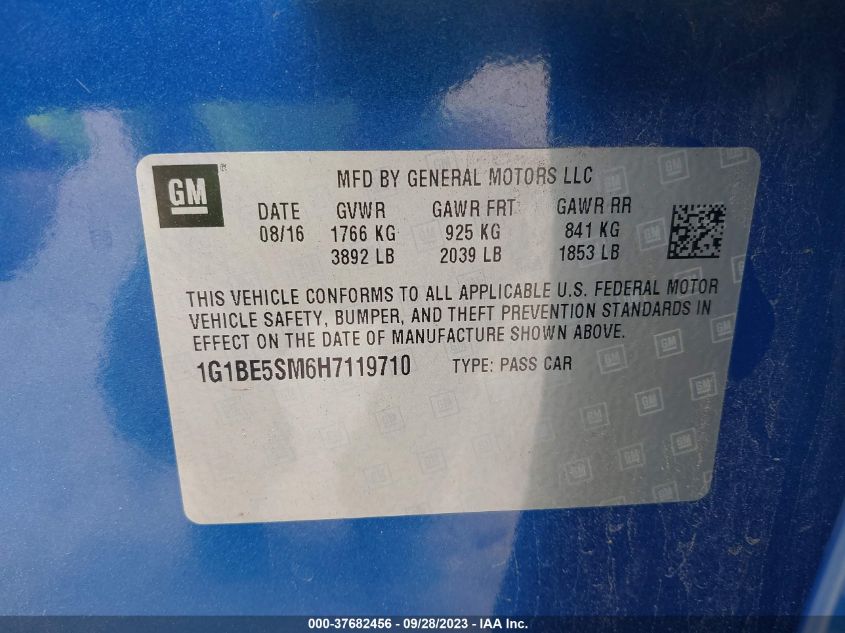 GM
MFD BY GENERAL MOTORS LLC
DATE GVWR GAWR FRT GAWR RR
08/16 1766 KG 925 KG 841 KG
3892 LB 2039 LB 1853 LB
THIS VEHICLE CONFORMS TO ALL APPLICABLE U.S. FEDERAL MOTOR
VEHICLE SAFETY, BUMPER, AND THEFT PREVENTION STANDARDS IN
EFFECT ON THE DATE OF MANUFACTURE SHOWN ABOVE.
1G1BE5SM6H7119710 TYPE: PASS CAR
000-37682456 - 09/28/2023 - IAA Inc.